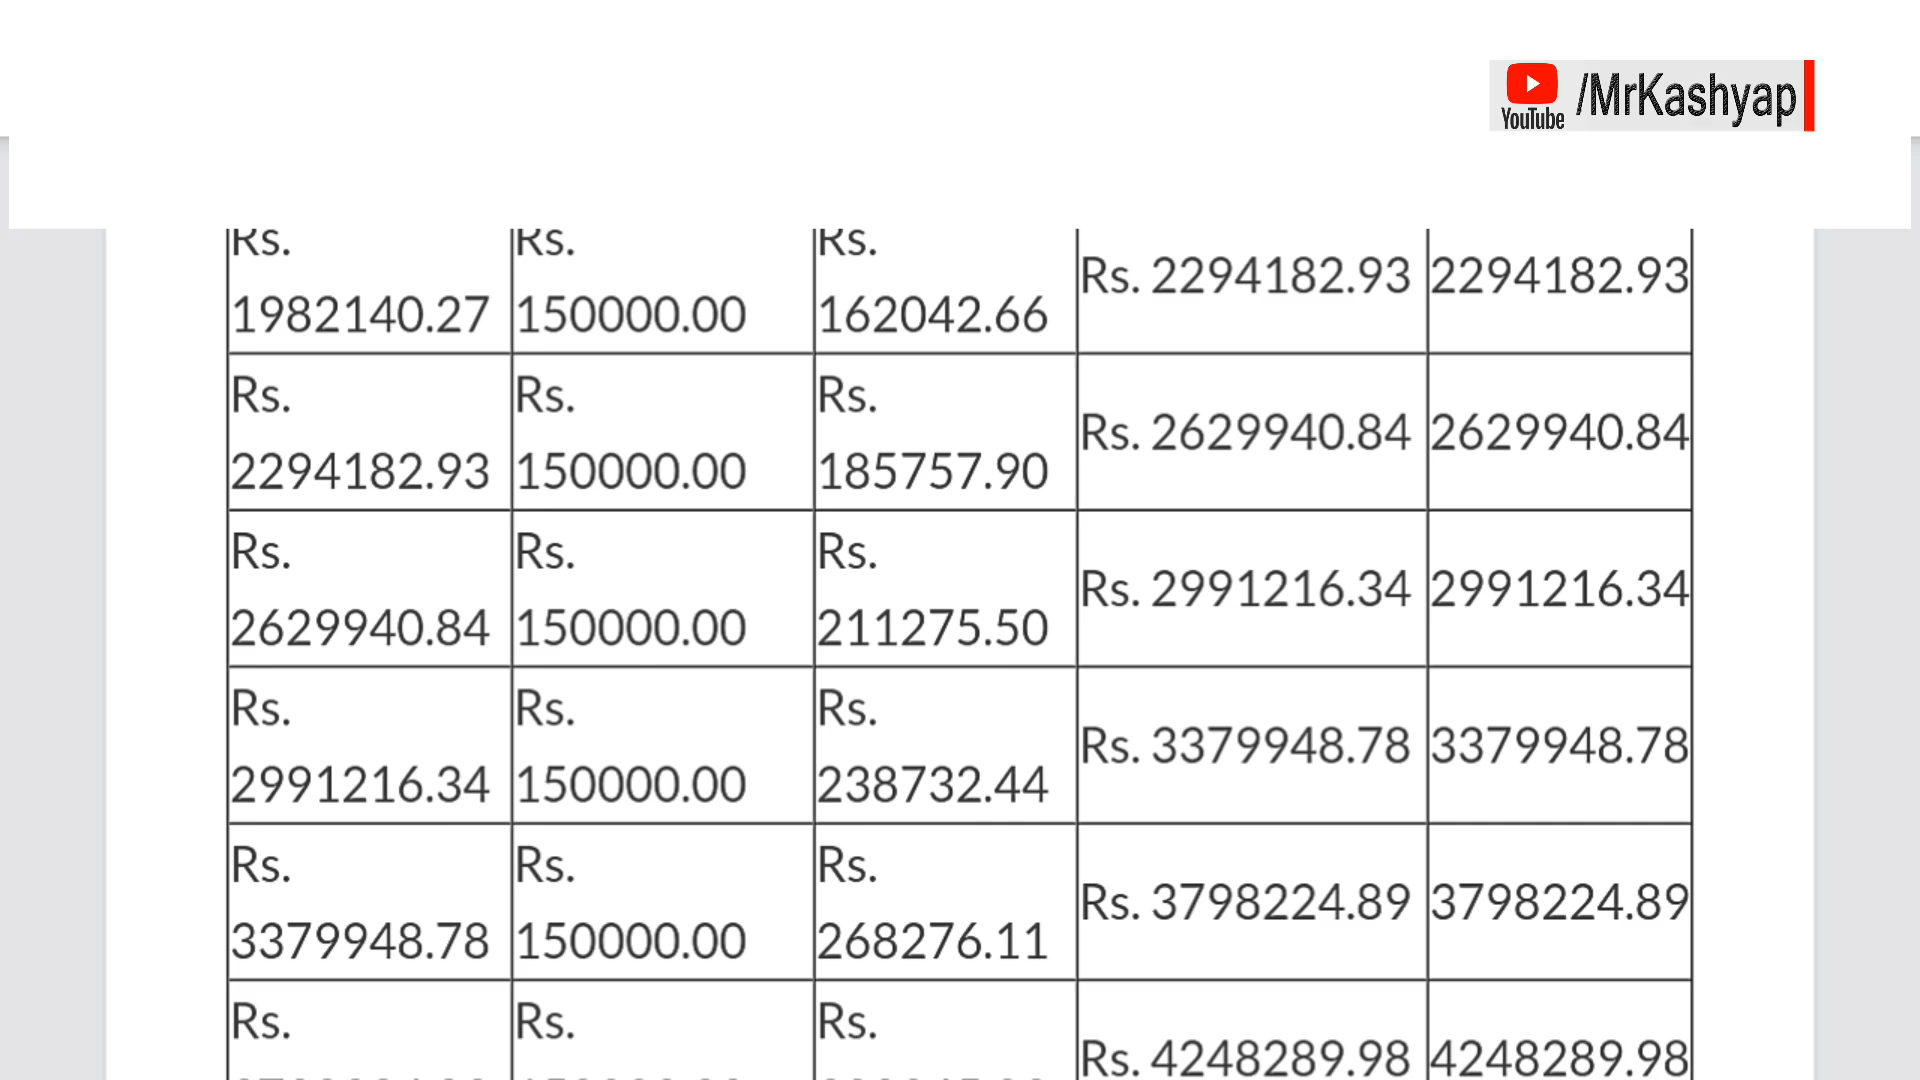 YouTube /MrKashyap
Rs. Rs. Rs.
Rs. 2294182.93 2294182.93
1982140.27 150000.00 162042.66
Rs. Rs. Rs.
Rs. 2629940.84 2629940.84
2294182.93 150000.00 185757.90
Rs. Rs. Rs.
Rs. 2991216.34 2991216.34
2629940.84 150000.00 211275.50
Rs. Rs. Rs.
Rs. 3379948.78 3379948.78
2991216.34 150000.00 238732.44
Rs. Rs. Rs.
Rs. 3798224.89 3798224.89
3379948.78 150000.00 268276.11
Rs. Rs. Rs.
Rs. 4248289.98 4248289.98